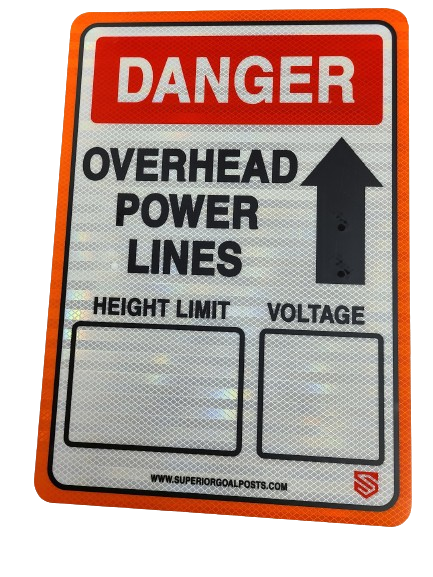 DANGER
OVERHEAD
POWER
LINES
HEIGHT LIMIT VOLTAGE
WWW.SUPERIORGOALPOSTS.COM